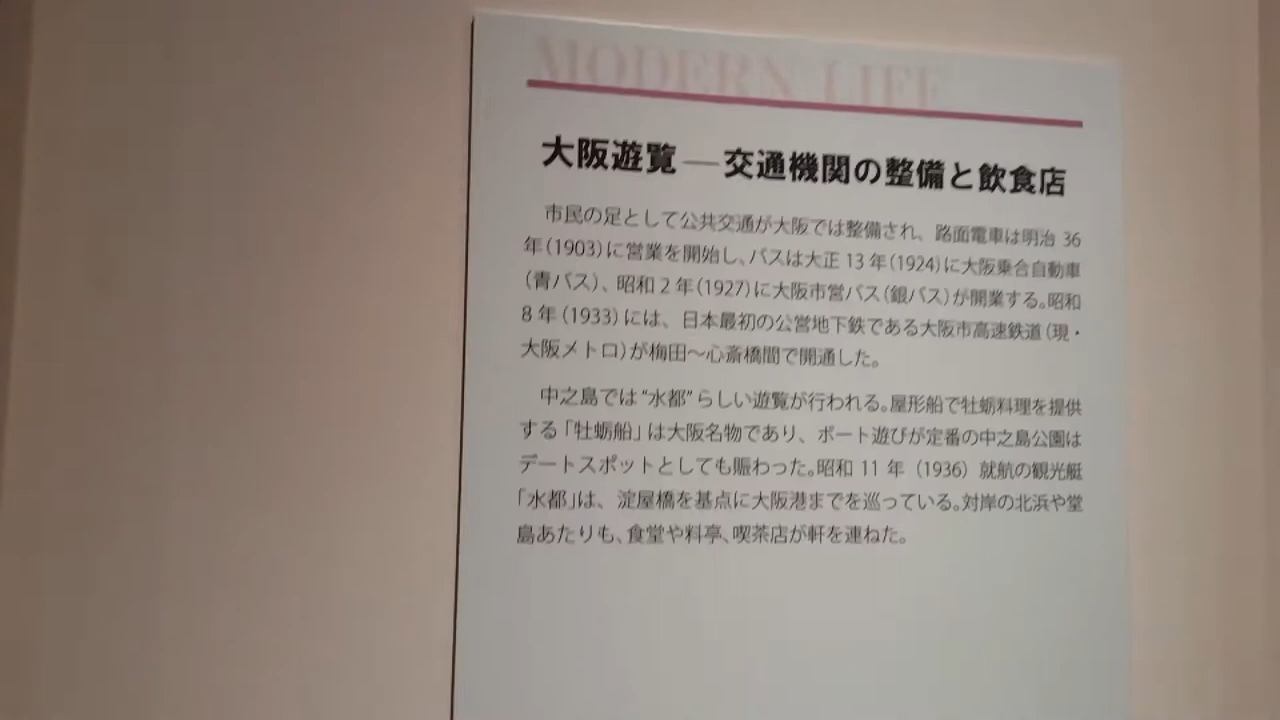 MODERN LIFE
大阪遊覧—交通機関の整備と飲食店
市民の足として公共交通が大阪では整備され、路面電車は明治 36
年(1903)に営業を開始し、バスは大正 13 年(1924)に大阪乗合自動車
(青バス)、昭和 2 年(1927)に大阪市営バス(銀バス)が開業する。昭和
8 年(1933)には、日本最初の公営地下鉄である大阪市高速鉄道(現・
大阪メトロ)が梅田〜心斎橋間で開通した。
中之島では“水都”らしい遊覧が行われる。屋形船で牡蛎料理を提供
する「牡蛎船」は大阪名物であり、ボート遊びが定番の中之島公園は
デートスポットとしても賑わった。昭和 11 年(1936)就航の観光艇
「水都」は、淀屋橋を基点に大阪港までを巡っている。対岸の北浜や堂
島あたりも、食堂や料亭、喫茶店が軒を連ねた。